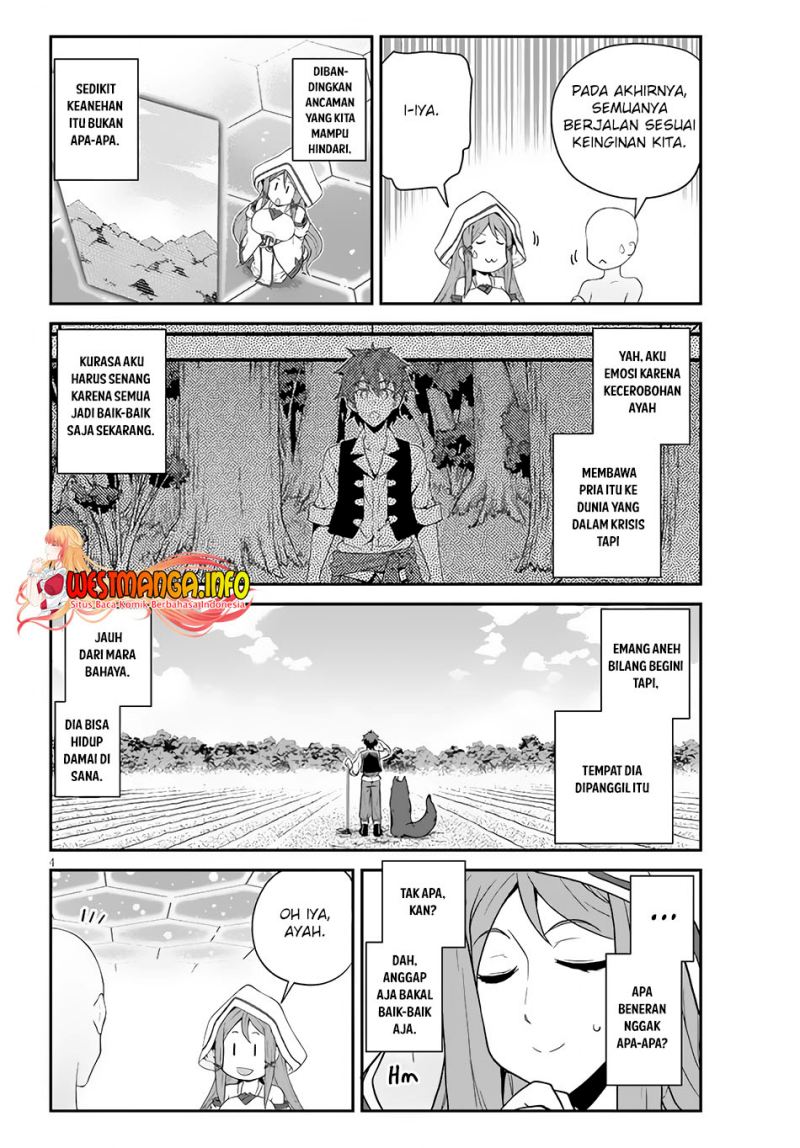 PADA AKHIRNYA,
SEMUANYA
BERJALAN SESUAI
KEINGINAN KITA.
I-IYA.
DIBAN-
DINGKAN
ANCAMAN
YANG KITA
MAMPU
HINDARI,
SEDIKIT
KEANEHAN
ITU BUKAN
APA-APA.
YAH, AKU
EMOSI KARENA
KECEROBOHAN
AYAH
MEMBAWA
PRIA ITU KE
DUNIA YANG
DALAM KRISIS
TAPI
KURASA AKU
HARUS SENANG
KARENA SEMUA
JADI BAIK-BAIK
SAJA SEKARANG.
WESTMANGA.INFO
Situs Baca Komik Berbahasa Indonesia
EMANG ANEH
BILANG BEGINI
TAPI,
TEMPAT DIA
DIPANGGIL ITU
JAUH
DARI MARA
BAHAYA.
DIA BISA
HIDUP
DAMAI DI
SANA.
4
...
APA
BENERAN
NGGAK
APA-APA?
TAK APA,
KAN?
DAH,
ANGGAP
AJA BAKAL
BAIK-BAIK
AJA.
Hm
OH IYA,
AYAH.